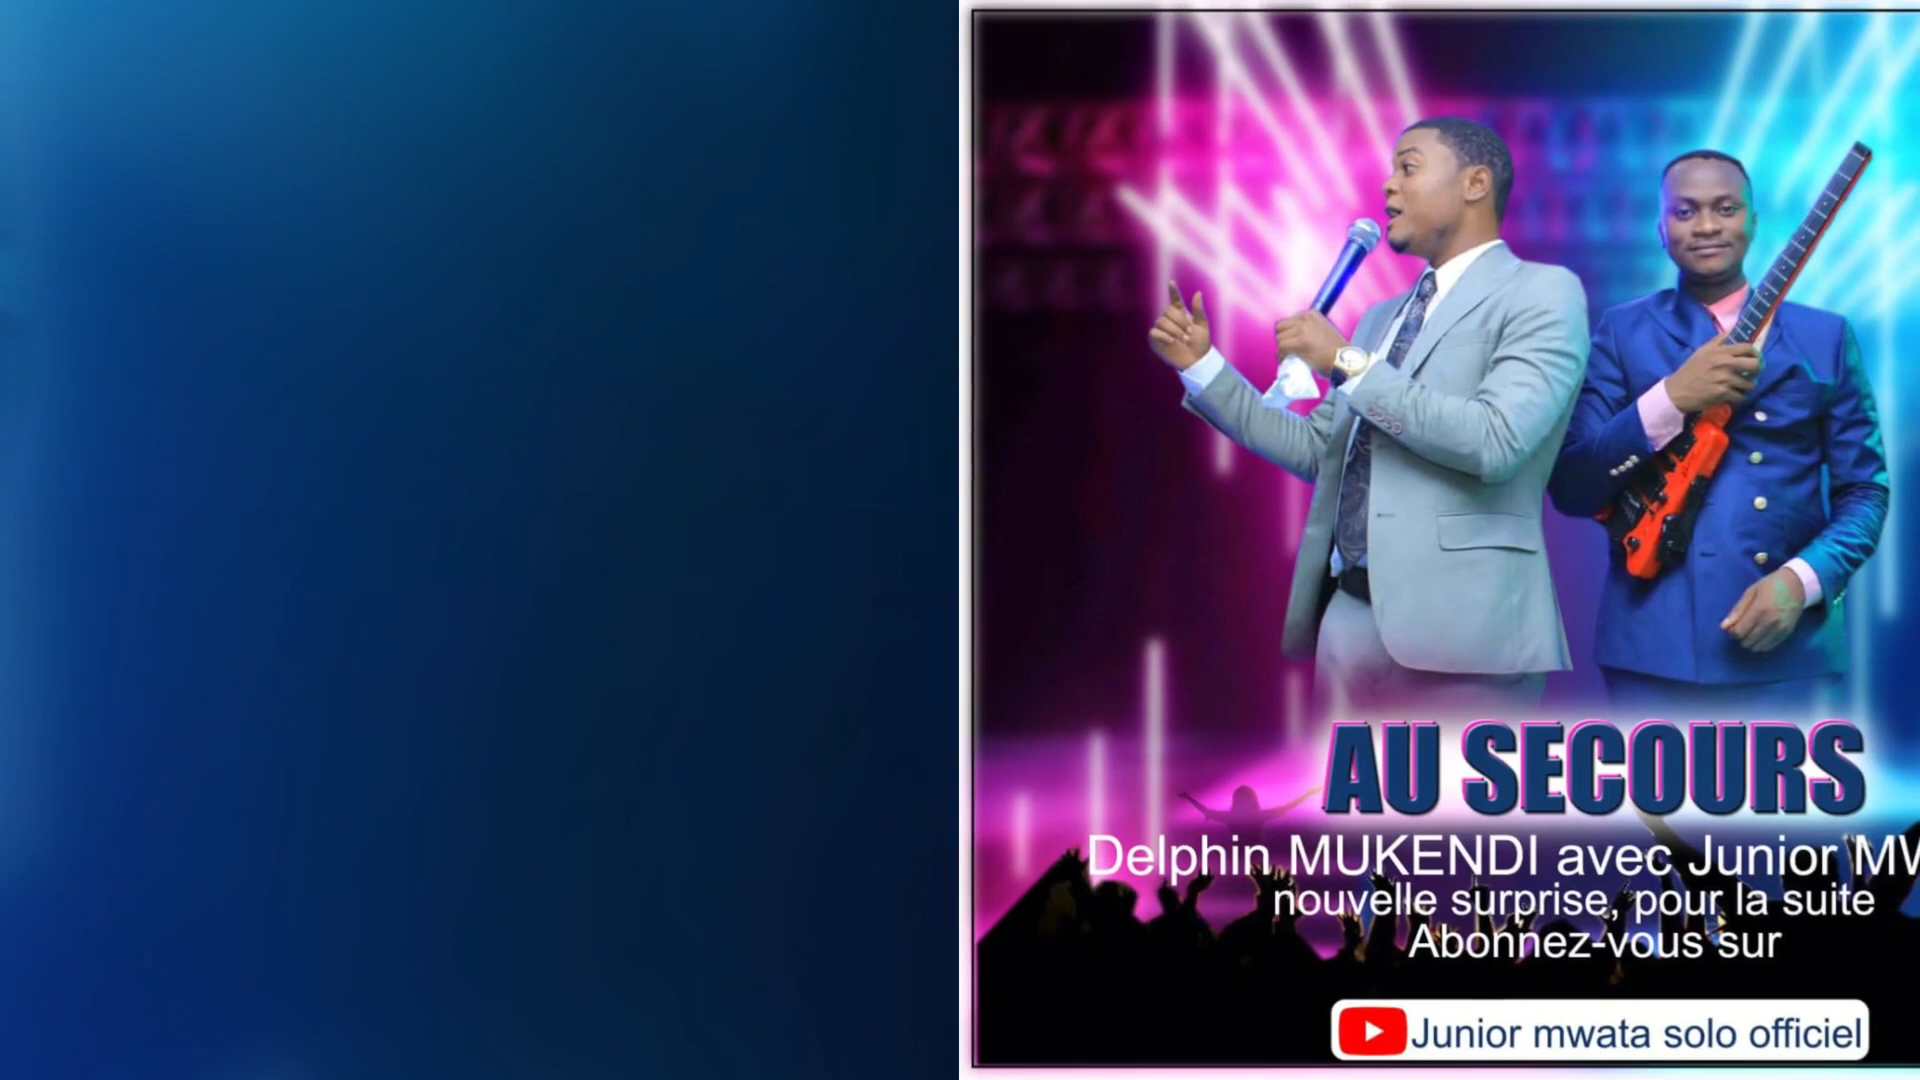 AU SECOURS
Delphin MUKENDI avec Junior
nouvelle surprise, pour la suite
Abonnez-vous sur
Junior mwata solo officiel